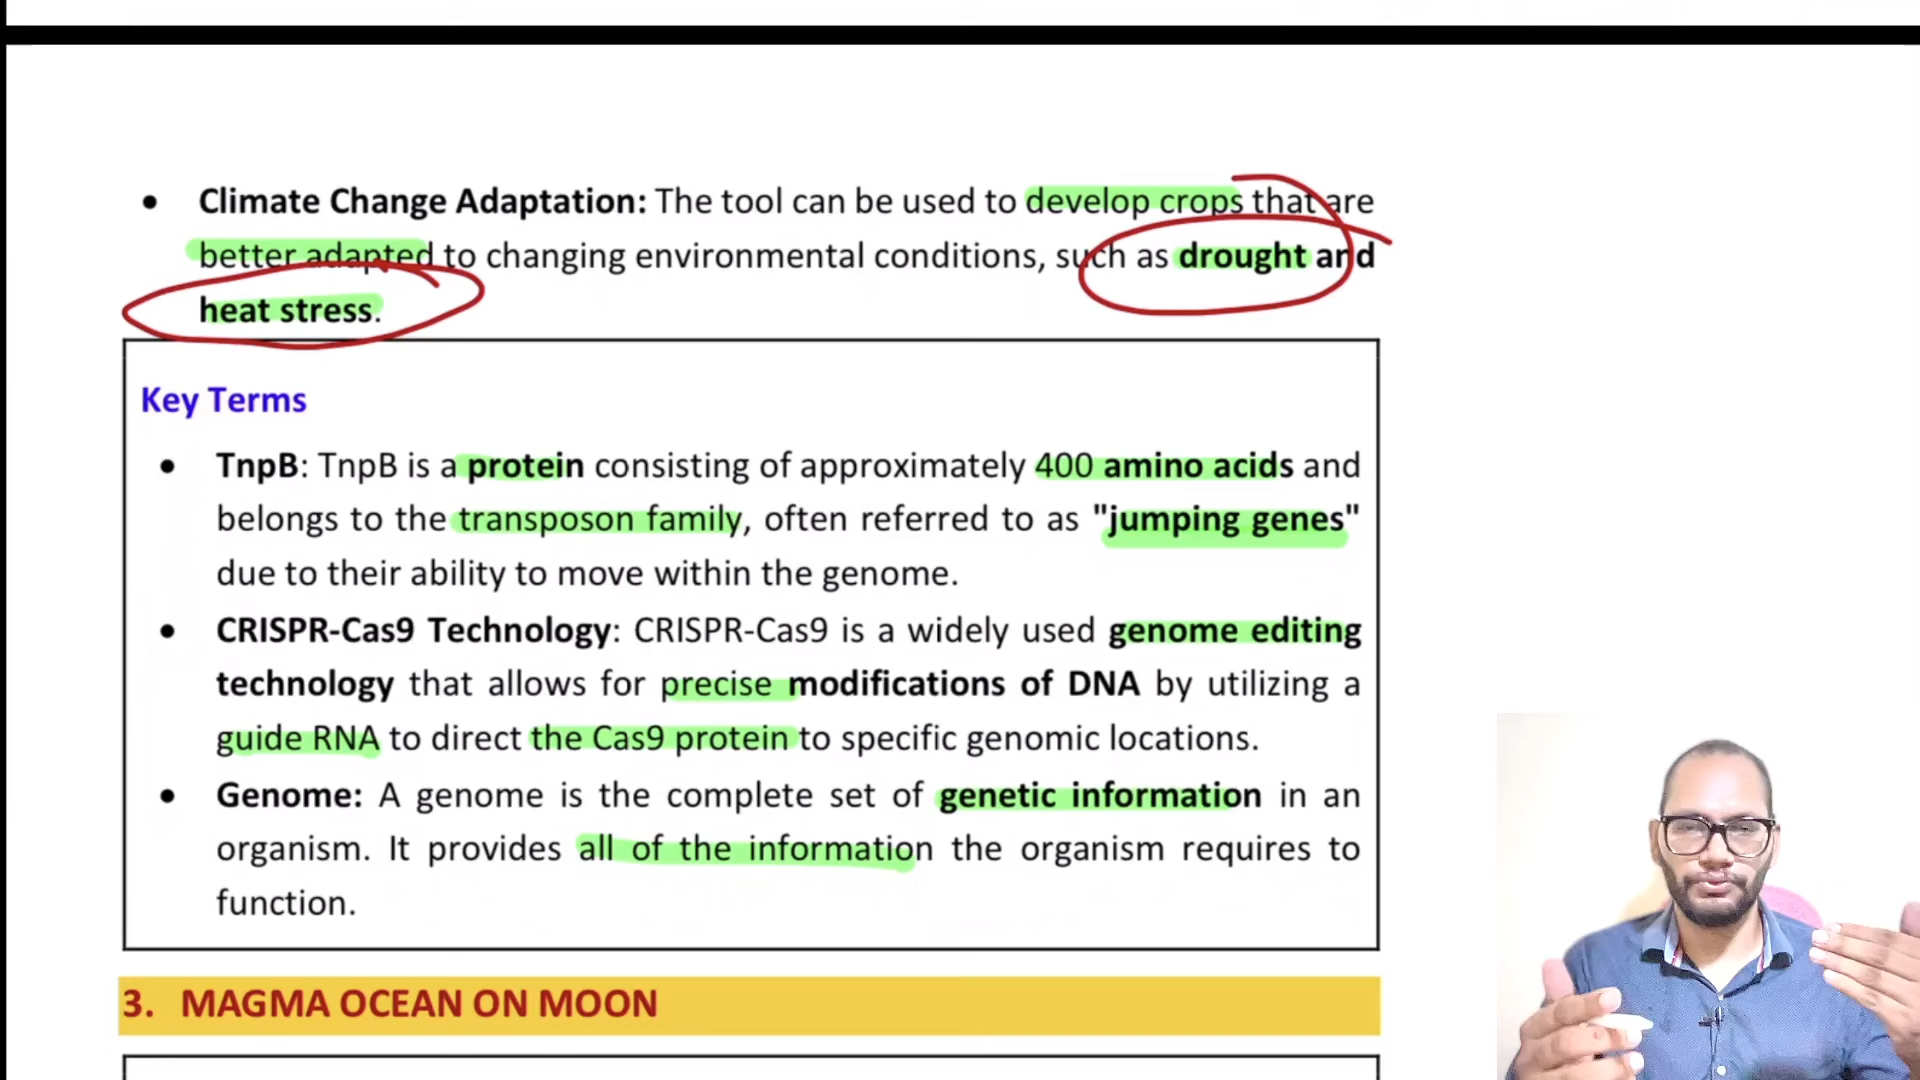 • Climate Change Adaptation: The tool can be used to develop crops that are
better adapted to changing environmental conditions, such as drought and
heat stress.
Key Terms
• TnpB: TnpB is a protein consisting of approximately 400 amino acids and
belongs to the transposon family, often referred to as "jumping genes"
due to their ability to move within the genome.
• CRISPR-Cas9 Technology: CRISPR-Cas9 is a widely used genome editing
technology that allows for precise modifications of DNA by utilizing a
guide RNA to direct the Cas9 protein to specific genomic locations.
• Genome: A genome is the complete set of genetic information in an
organism. It provides all of the information the organism requires to
function.
3. MAGMA OCEAN ON MOON